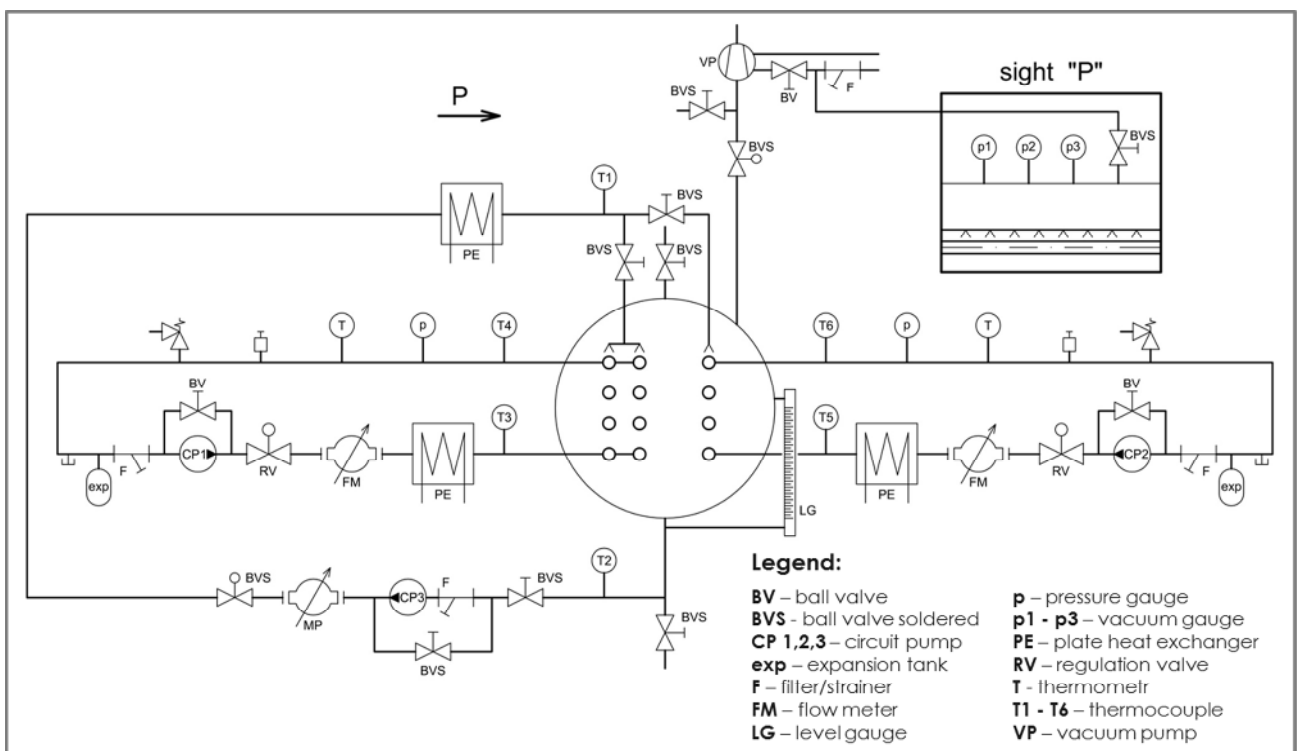 VP
BV
F
BVS
BVS
sight "P"
p1
p2
p3
BVS
P
PE
T1
BVS
BVS
BVS
T
p
T4
T6
p
T
BV
CP1
F
exp
RV
FM
PE
T3
T5
PE
FM
RV
BV
CP2
F
exp
LG
BVS
MP
CP3
F
BVS
BVS
T2
BVS
Legend:
BV – ball valve
BVS - ball valve soldered
CP 1,2,3 – circuit pump
exp – expansion tank
F – filter/strainer
FM – flow meter
LG – level gauge
p – pressure gauge
p1 - p3 – vacuum gauge
PE – plate heat exchanger
RV – regulation valve
T - thermometr
T1 - T6 – thermocouple
VP – vacuum pump